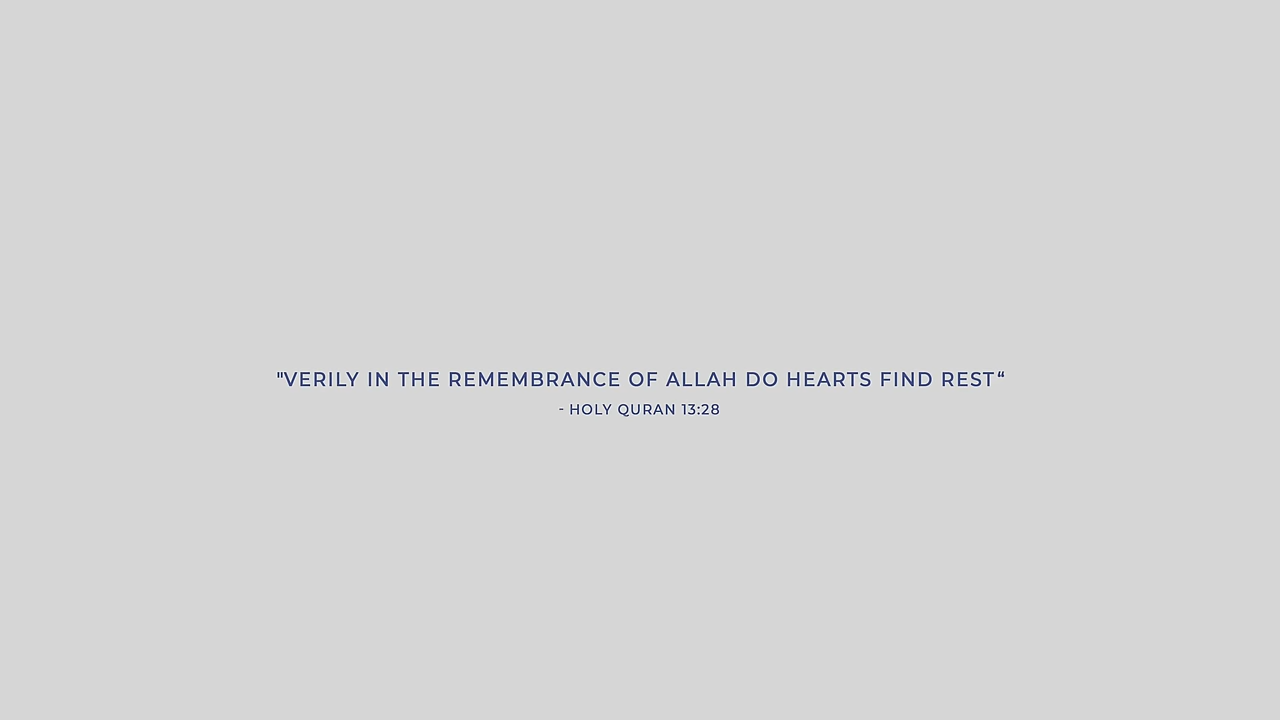 "VERILY IN THE REMEMBRANCE OF ALLAH DO HEARTS FIND REST“
- HOLY QURAN 13:28